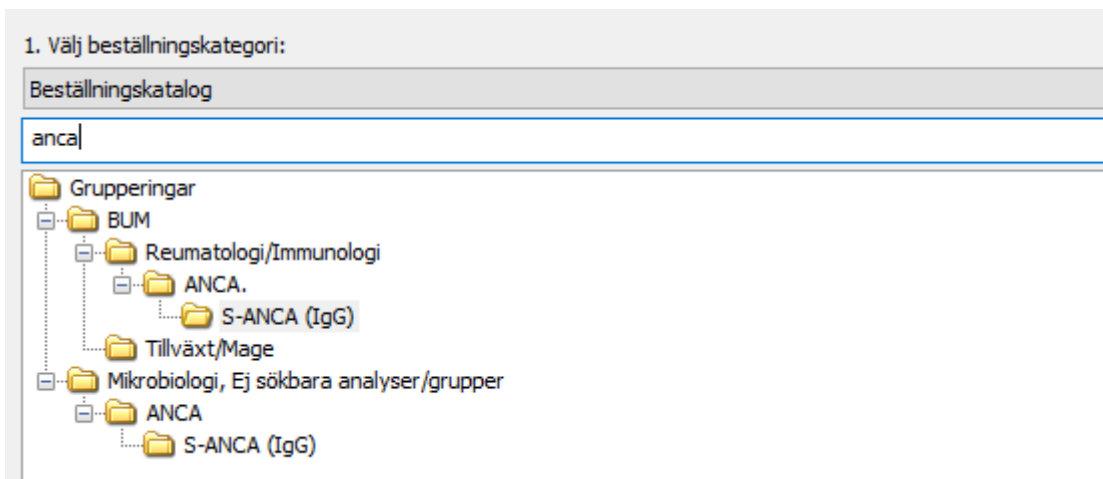 1. Välj beställningskategori:
Beställningskatalog
anca
Grupperingar
BUM
Reumatologi/Immunologi
ANCA.
S-ANCA (IgG)
Tillväxt/Mage
Mikrobiologi, Ej sökbara analyser/grupper
ANCA
S-ANCA (IgG)